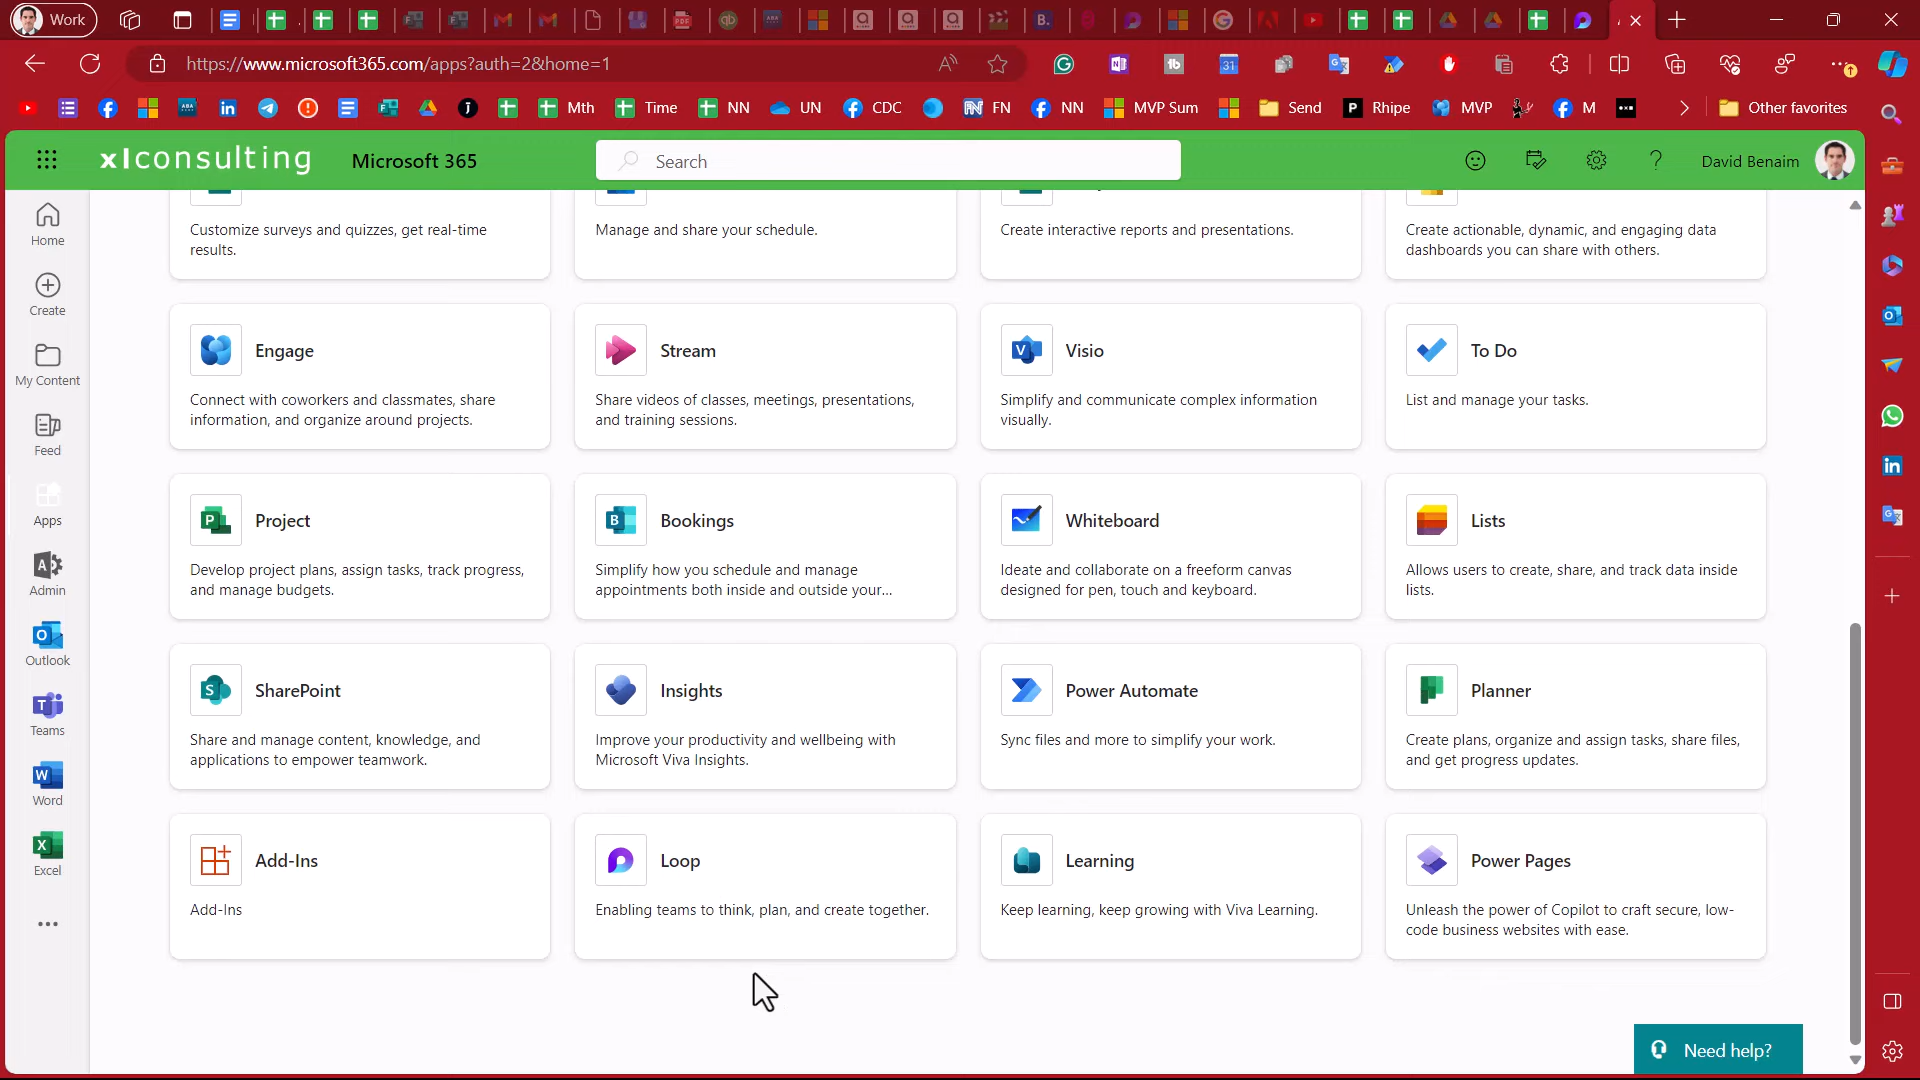 Work
https://www.microsoft365.com/apps?auth=2&home=1
Mth
Time
NN
UN
CDC
FN
NN
MVP Sum
Send
Rhipe
MVP
M
Other favorites
xlconsulting
Microsoft 365
Search
David Benaim
Home
Create
My Content
Feed
Apps
Admin
Outlook
Teams
Word
Excel
Customize surveys and quizzes, get real-time
results.
Manage and share your schedule.
Create interactive reports and presentations.
Create actionable, dynamic, and engaging data
dashboards you can share with others.
Engage
Connect with coworkers and classmates, share
information, and organize around projects.
Stream
Share videos of classes, meetings, presentations,
and training sessions.
Visio
Simplify and communicate complex information
visually.
To Do
List and manage your tasks.
Project
Develop project plans, assign tasks, track progress,
and manage budgets.
Bookings
Simplify how you schedule and manage
appointments both inside and outside your...
Whiteboard
Ideate and collaborate on a freeform canvas
designed for pen, touch and keyboard.
Lists
Allows users to create, share, and track data inside
lists.
SharePoint
Share and manage content, knowledge, and
applications to empower teamwork.
Insights
Improve your productivity and wellbeing with
Microsoft Viva Insights.
Power Automate
Sync files and more to simplify your work.
Planner
Create plans, organize and assign tasks, share files,
and get progress updates.
Add-Ins
Add-Ins
Loop
Enabling teams to think, plan, and create together.
Learning
Keep learning, keep growing with Viva Learning.
Power Pages
Unleash the power of Copilot to craft secure, low-
code business websites with ease.
Need help?